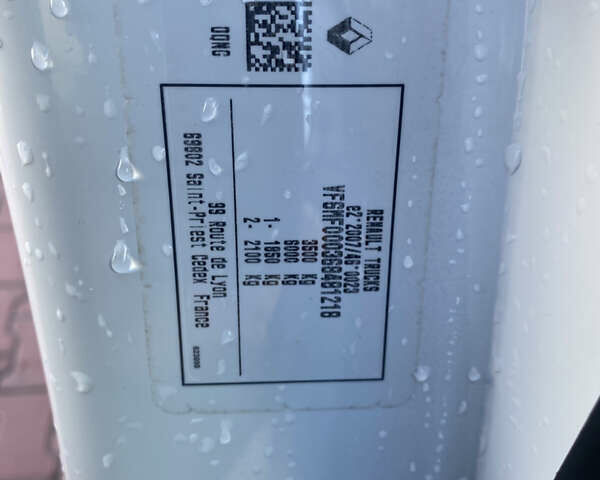 RENAULT TRUCKS
e2*2007/46*0023
VF6MF000368481218
3500 kg
6000 kg
1- 1850 kg
2- 2100 kg
99 Route de Lyon
69802 Saint-Priest Cedex France
DONG